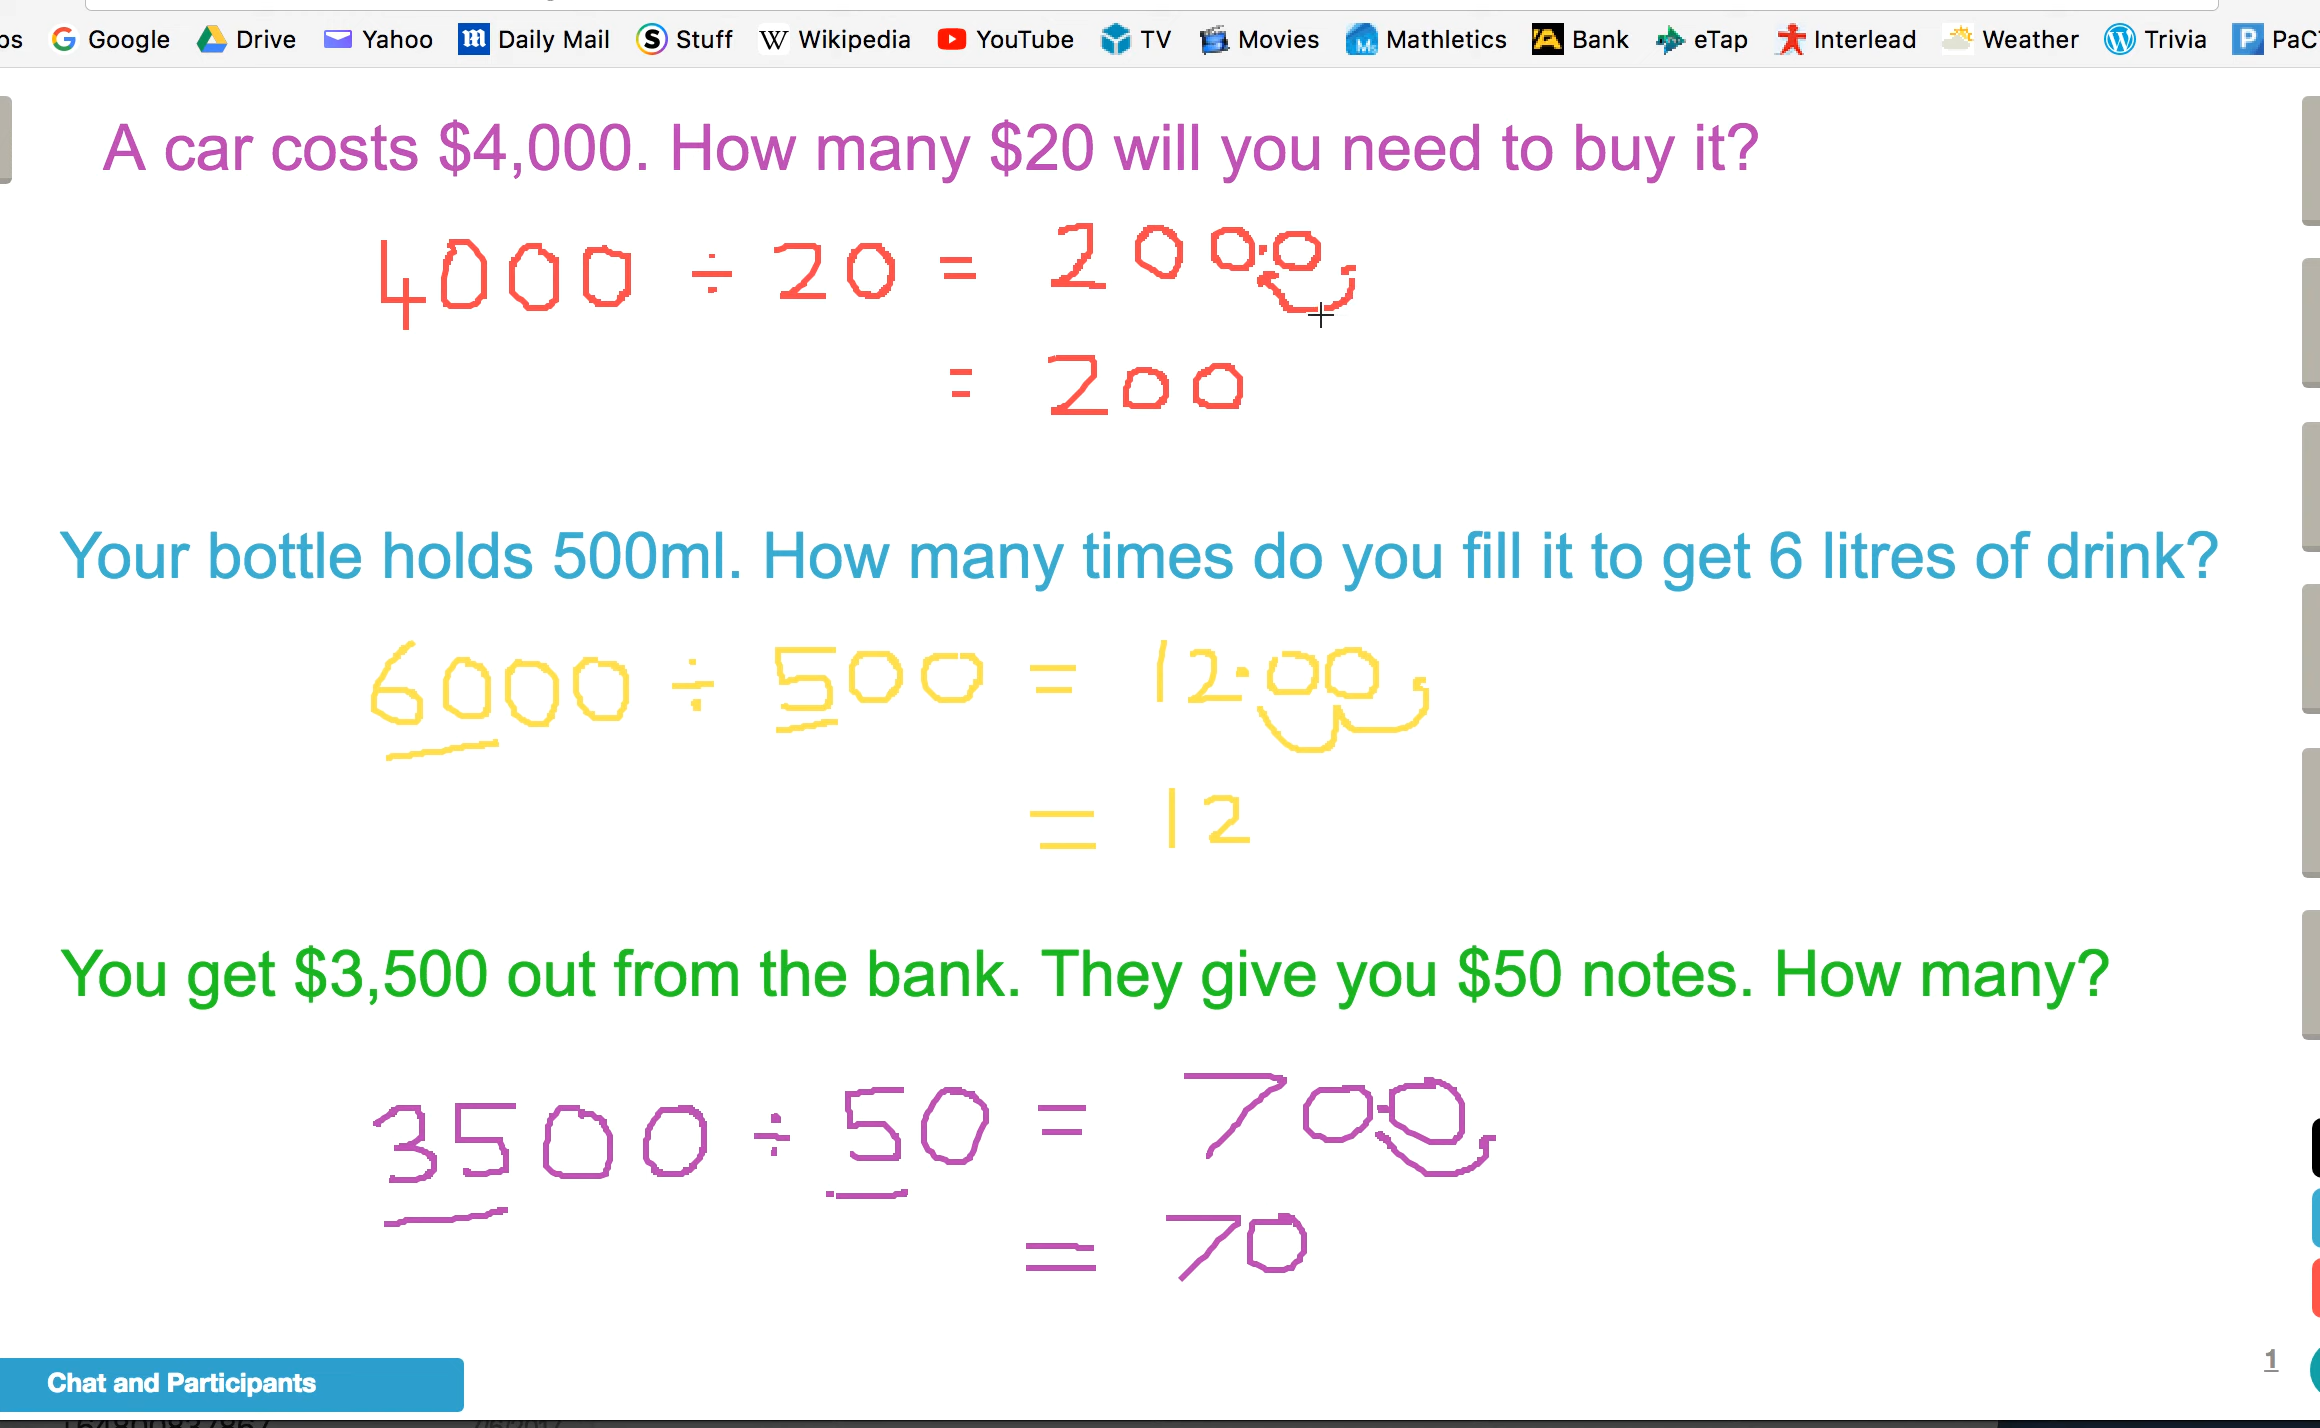 Google Drive Yahoo Daily Mail Stuff Wikipedia YouTube TV Movies Mathletics Bank eTap Interlead Weather Trivia
A car costs $4,000. How many $20 will you need to buy it?
4000 ÷ 20 = 200.0.
= 200
Your bottle holds 500ml. How many times do you fill it to get 6 litres of drink?
6000 ÷ 500 = 12.00.
= 12
You get $3,500 out from the bank. They give you $50 notes. How many?
3500 ÷ 50 = 70.0.
= 70
1
Chat and Participants